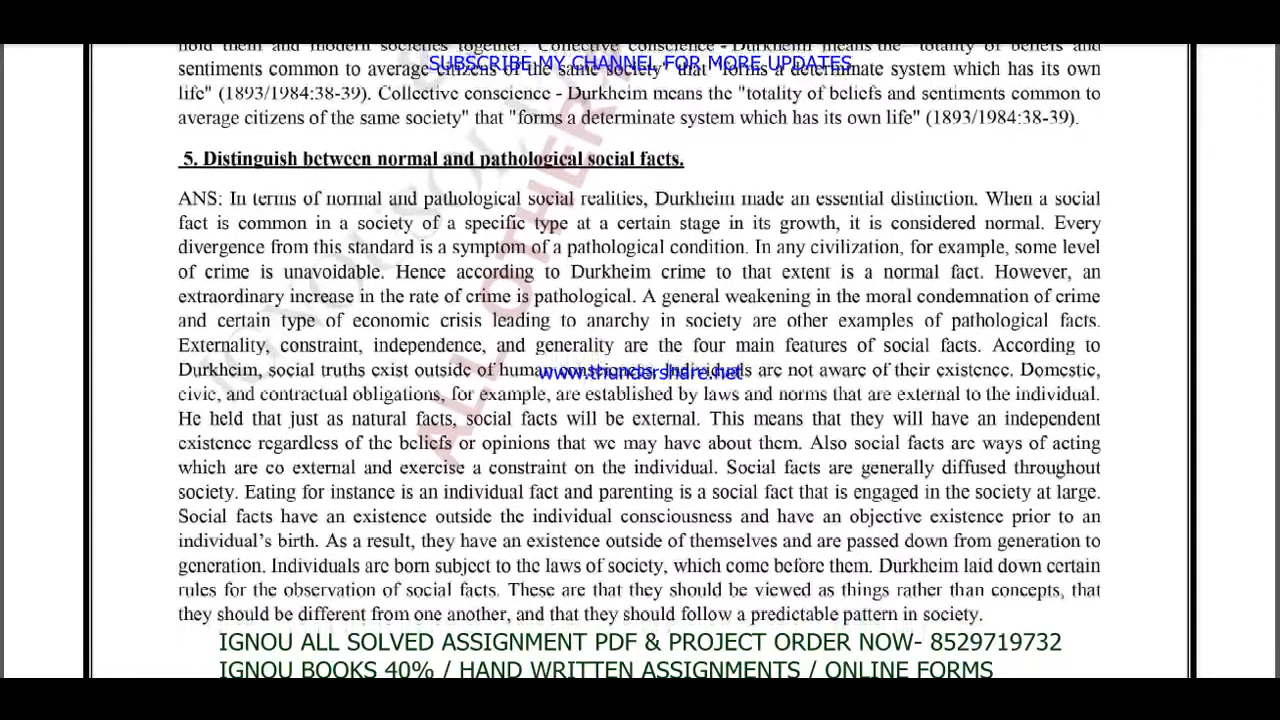 hold them and modern societies together. Collective conscience - Durkheim means the "totality of beliefs and
SUBSCRIBE MY CHANNEL FOR MORE UPDATES
sentiments common to average citizens of the same society" that "forms a determinate system which has its own
life" (1893/1984:38-39). Collective conscience - Durkheim means the "totality of beliefs and sentiments common to
average citizens of the same society" that "forms a determinate system which has its own life" (1893/1984:38-39).
5. Distinguish between normal and pathological social facts.
ANS: In terms of normal and pathological social realities, Durkheim made an essential distinction. When a social
fact is common in a society of a specific type at a certain stage in its growth, it is considered normal. Every
divergence from this standard is a symptom of a pathological condition. In any civilization, for example, some level
of crime is unavoidable. Hence according to Durkheim crime to that extent is a normal fact. However, an
extraordinary increase in the rate of crime is pathological. A general weakening in the moral condemnation of crime
and certain type of economic crisis leading to anarchy in society are other examples of pathological facts.
Externality, constraint, independence, and generality are the four main features of social facts. According to
Durkheim, social truths exist outside of human consciences. Individuals are not aware of their existence. Domestic,
www.thundershare.net
civic, and contractual obligations, for example, are established by laws and norms that are external to the individual.
He held that just as natural facts, social facts will be external. This means that they will have an independent
existence regardless of the beliefs or opinions that we may have about them. Also social facts are ways of acting
which are co external and exercise a constraint on the individual. Social facts are generally diffused throughout
society. Eating for instance is an individual fact and parenting is a social fact that is engaged in the society at large.
Social facts have an existence outside the individual consciousness and have an objective existence prior to an
individual's birth. As a result, they have an existence outside of themselves and are passed down from generation to
generation. Individuals are born subject to the laws of society, which come before them. Durkheim laid down certain
rules for the observation of social facts. These are that they should be viewed as things rather than concepts, that
they should be different from one another, and that they should follow a predictable pattern in society.
ALL OTHER
IGNOU ALL SOLVED ASSIGNMENT PDF & PROJECT ORDER NOW- 8529719732
IGNOU BOOKS 40% / HAND WRITTEN ASSIGNMENTS / ONLINE FORMS